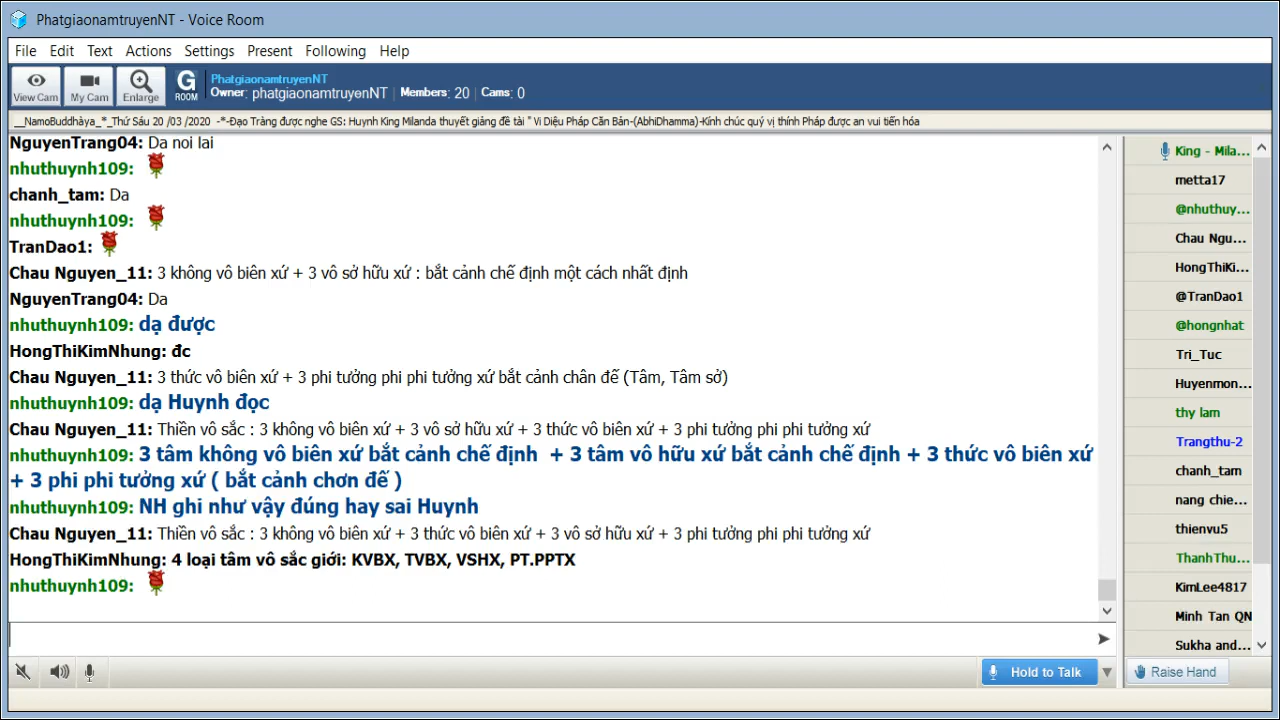 PhatgiaonamtruyenNT - Voice Room
File Edit Text Actions Settings Present Following Help
View Cam My Cam Enlarge G ROOM
PhatgiaonamtruyenNT
Owner: phatgiaonamtruyenNT Members: 20 Cams: 0
__NamoBuddhàya_*_Thứ Sáu 20 /03 /2020 -*-Đạo Tràng được nghe GS: Huynh King Milanda thuyết giảng đề tài " Vi Diệu Pháp Căn Bản-(AbhiDhamma)-Kính chúc quý vị thính Pháp được an vui tiến hóa
NguyenTrang04: Da noi lai
nhuthuynh109:
chanh_tam: Dạ
nhuthuynh109:
TranDao1:
Chau Nguyen_11: 3 không vô biên xứ + 3 vô sở hữu xứ : bắt cảnh chế định một cách nhất định
NguyenTrang04: Da
nhuthuynh109: dạ được
HongThiKimNhung: đc
Chau Nguyen_11: 3 thức vô biên xứ + 3 phi tưởng phi phi tưởng xứ bắt cảnh chân đế (Tâm, Tâm sở)
nhuthuynh109: dạ Huynh đọc
Chau Nguyen_11: Thiền vô sắc : 3 không vô biên xứ + 3 vô sở hữu xứ + 3 thức vô biên xứ + 3 phi tưởng phi phi tưởng xứ
nhuthuynh109: 3 tâm không vô biên xứ bắt cảnh chế định + 3 tâm vô hữu xứ bắt cảnh chế định + 3 thức vô biên xứ
+ 3 phi phi tưởng xứ ( bắt cảnh chơn đế )
nhuthuynh109: NH ghi như vậy đúng hay sai Huynh
Chau Nguyen_11: Thiền vô sắc : 3 không vô biên xứ + 3 thức vô biên xứ + 3 vô sở hữu xứ + 3 phi tưởng phi phi tưởng xứ
HongThiKimNhung: 4 loại tâm vô sắc giới: KVBX, TVBX, VSHX, PT.PPTX
nhuthuynh109:
King - Mila...
metta17
@nhuthuy...
Chau Ngu...
HongThiKi...
@TranDao1
@hongnhat
Tri_Tuc
Huyenmon...
thy lam
Trangthu-2
chanh_tam
nang chie...
thienvu5
ThanhThu...
KimLee4817
Minh Tan QN
Sukha and...
Hold to Talk
Raise Hand